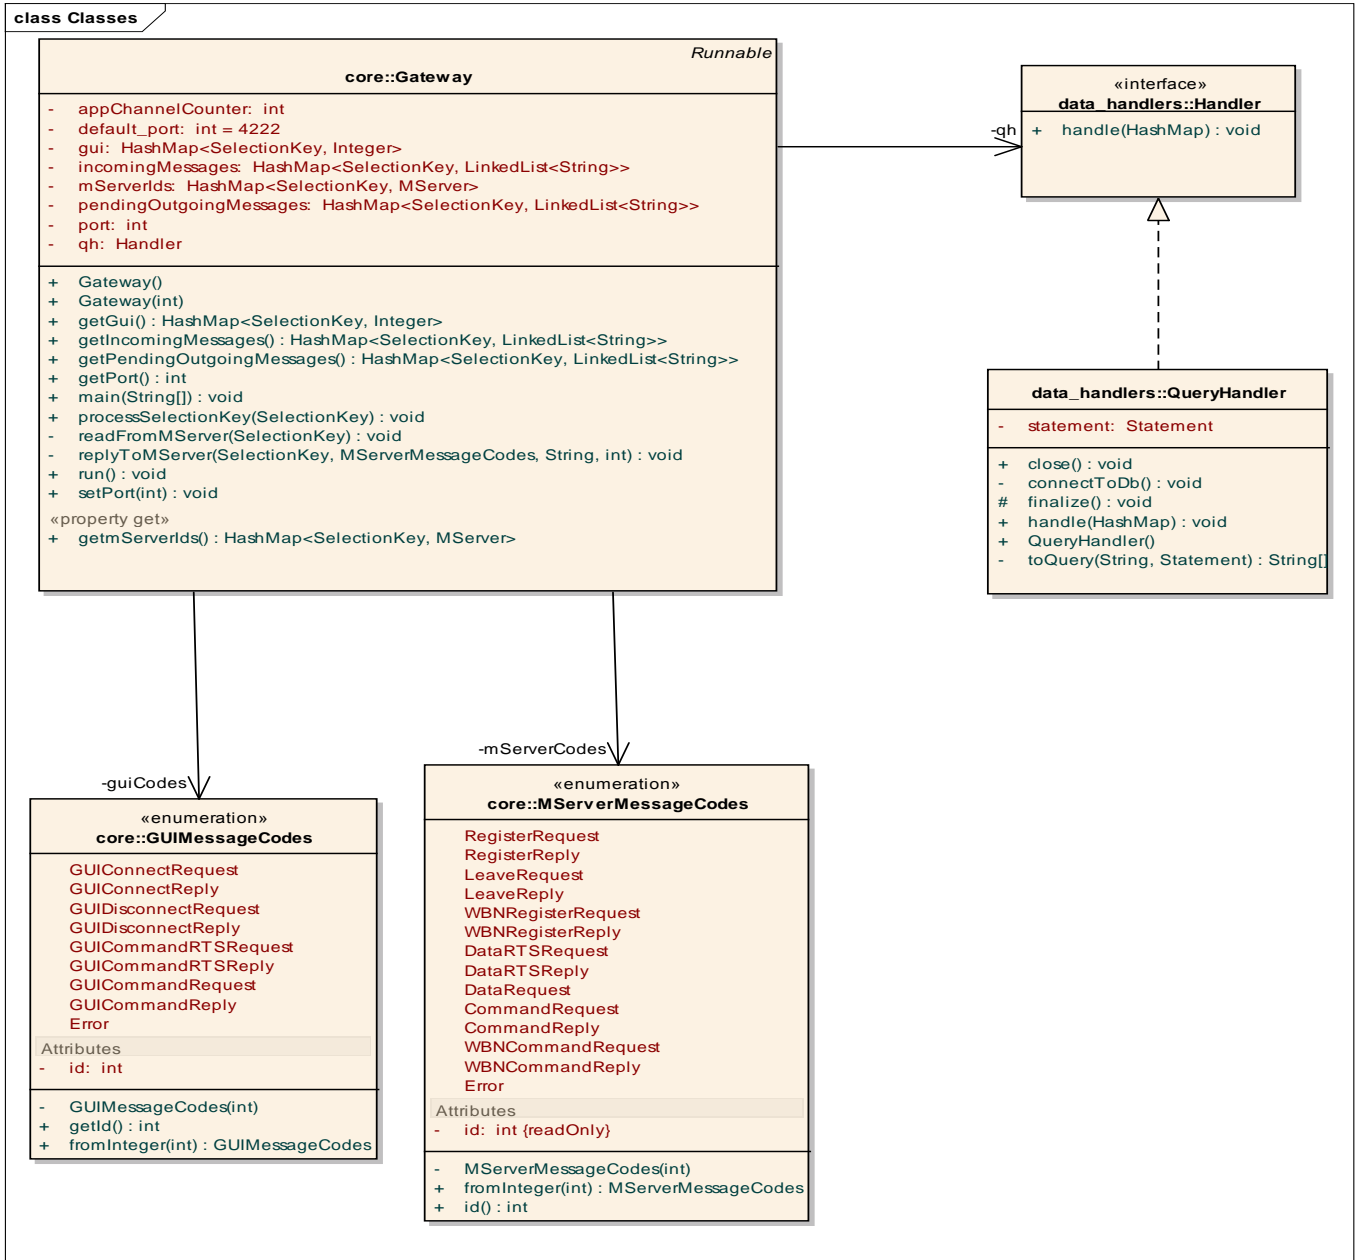 class Classes
Runnable
core::Gateway
- appChannelCounter: int
- default_port: int = 4222
- gui: HashMap<SelectionKey, Integer>
- incomingMessages: HashMap<SelectionKey, LinkedList<String>>
- mServerIds: HashMap<SelectionKey, MServer>
- pendingOutgoingMessages: HashMap<SelectionKey, LinkedList<String>>
- port: int
- qh: Handler
+ Gateway()
+ Gateway(int)
+ getGui() : HashMap<SelectionKey, Integer>
+ getIncomingMessages() : HashMap<SelectionKey, LinkedList<String>>
+ getPendingOutgoingMessages() : HashMap<SelectionKey, LinkedList<String>>
+ getPort() : int
+ main(String[]) : void
+ processSelectionKey(SelectionKey) : void
- readFromMServer(SelectionKey) : void
- replyToMServer(SelectionKey, MServerMessageCodes, String, int) : void
+ run() : void
+ setPort(int) : void
«property get»
+ getmServerIds() : HashMap<SelectionKey, MServer>
-qh
«interface»
data_handlers::Handler
+ handle(HashMap) : void
data_handlers::QueryHandler
- statement: Statement
+ close() : void
- connectToDb() : void
# finalize() : void
+ handle(HashMap) : void
+ QueryHandler()
- toQuery(String, Statement) : String[]
-guiCodes
«enumeration»
core::GUIMessageCodes
GUIConnectRequest
GUIConnectReply
GUIDisconnectRequest
GUIDisconnectReply
GUICommandRTSRequest
GUICommandRTSReply
GUICommandRequest
GUICommandReply
Error
Attributes
- id: int
- GUIMessageCodes(int)
+ getId() : int
+ fromInteger(int) : GUIMessageCodes
-mServerCodes
«enumeration»
core::MServerMessageCodes
RegisterRequest
RegisterReply
LeaveRequest
LeaveReply
WBNRegisterRequest
WBNRegisterReply
DataRTSRequest
DataRTSReply
DataRequest
CommandRequest
CommandReply
WBNCommandRequest
WBNCommandReply
Error
Attributes
- id: int {readOnly}
- MServerMessageCodes(int)
+ fromInteger(int) : MServerMessageCodes
+ id() : int